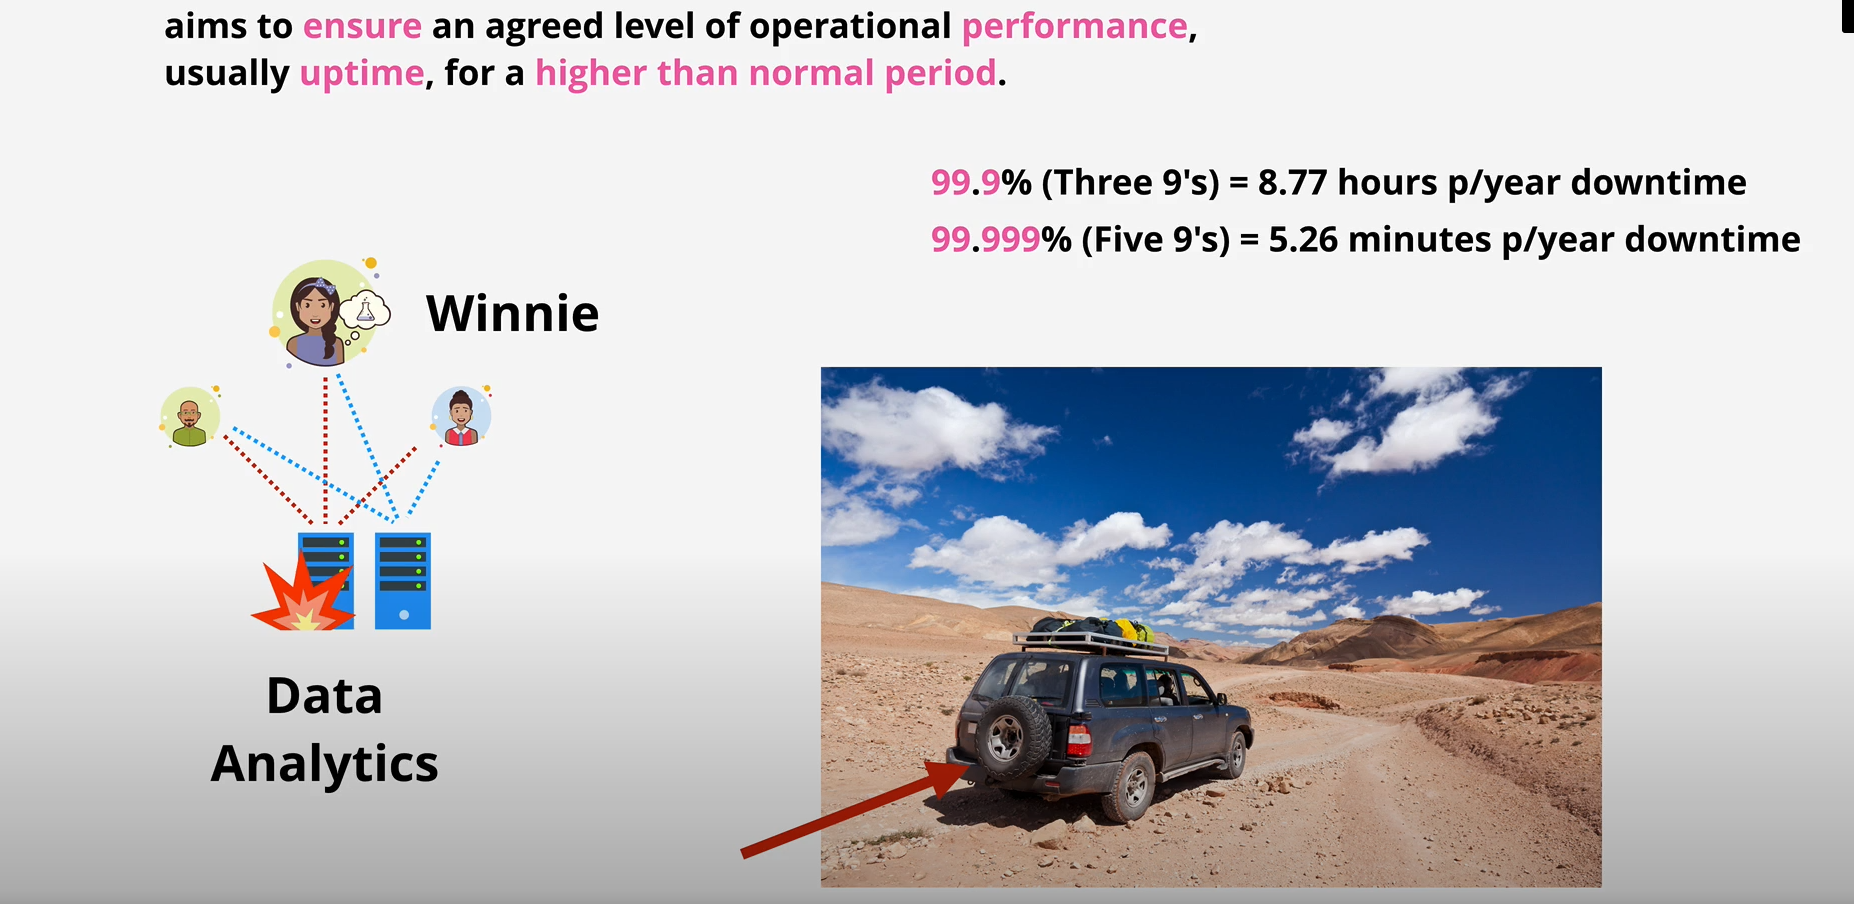 aims to ensure an agreed level of operational performance,
usually uptime, for a higher than normal period.
99.9% (Three 9's) = 8.77 hours p/year downtime
99.999% (Five 9's) = 5.26 minutes p/year downtime
Winnie
Data
Analytics